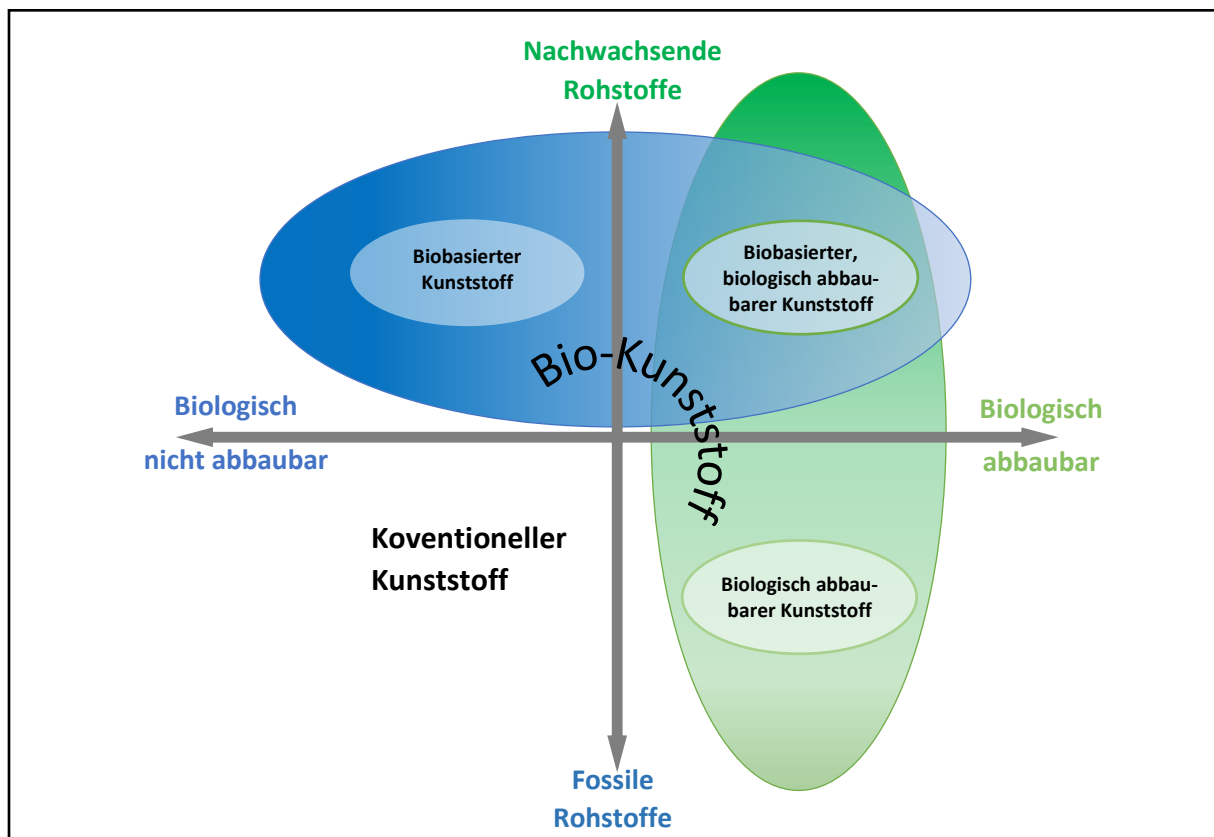 Nachwachsende
Rohstoffe
Biobasierter
Kunststoff
Biobasierter,
biologisch abbau-
barer Kunststoff
Bio-Kunststoff
Biologisch
nicht abbaubar
Biologisch
abbaubar
Koventioneller
Kunststoff
Biologisch abbau-
barer Kunststoff
Fossile
Rohstoffe